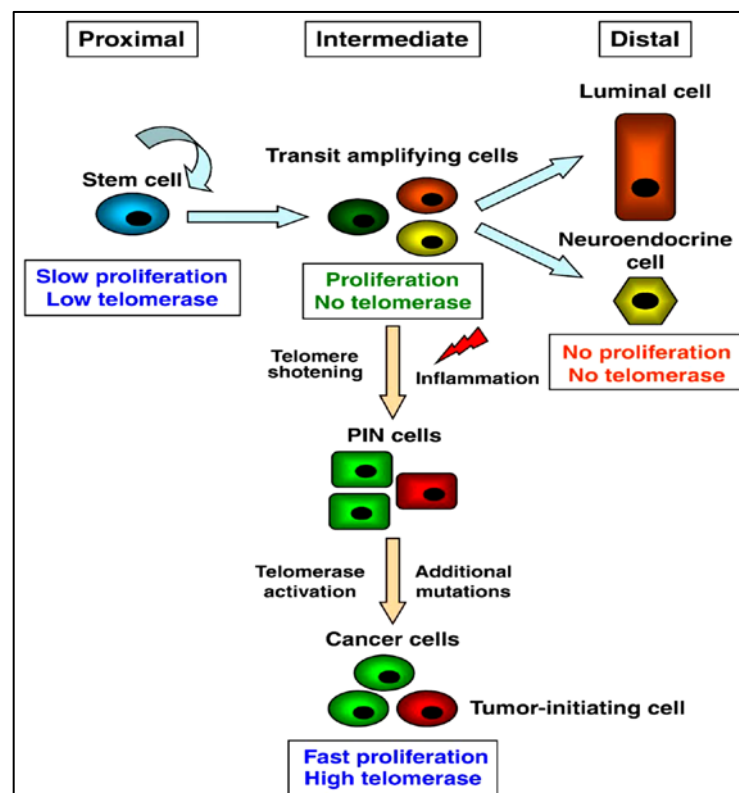 Proximal
Intermediate
Distal
Luminal cell
Transit amplifying cells
Stem cell
Neuroendocrine
cell
Slow proliferation
Low telomerase
Proliferation
No telomerase
No proliferation
No telomerase
Telomere
shotening
Inflammation
PIN cells
Telomerase
activation
Additional
mutations
Cancer cells
Tumor-initiating cell
Fast proliferation
High telomerase